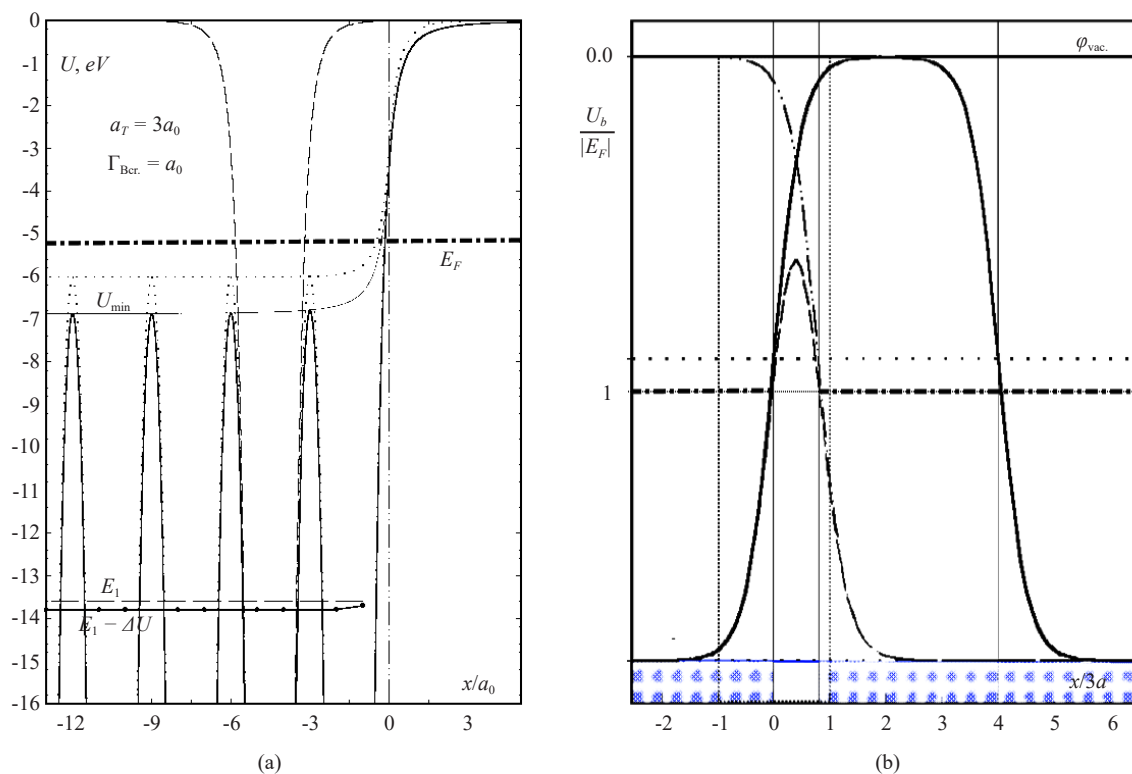 0
-1
-2
-3
-4
-5
-6
-7
-8
-9
-10
-11
-12
-13
-14
-15
-16
U, eV
a_T = 3a_0
Γ_Bcr. = a_0
E_F
U_min
E_1
E_1 − ΔU
x/a_0
-12 -9 -6 -3 0 3
(a)
φ_vac.
0.0
U_b
|E_F|
1
x/3a
-2 -1 0 1 2 3 4 5 6
(b)